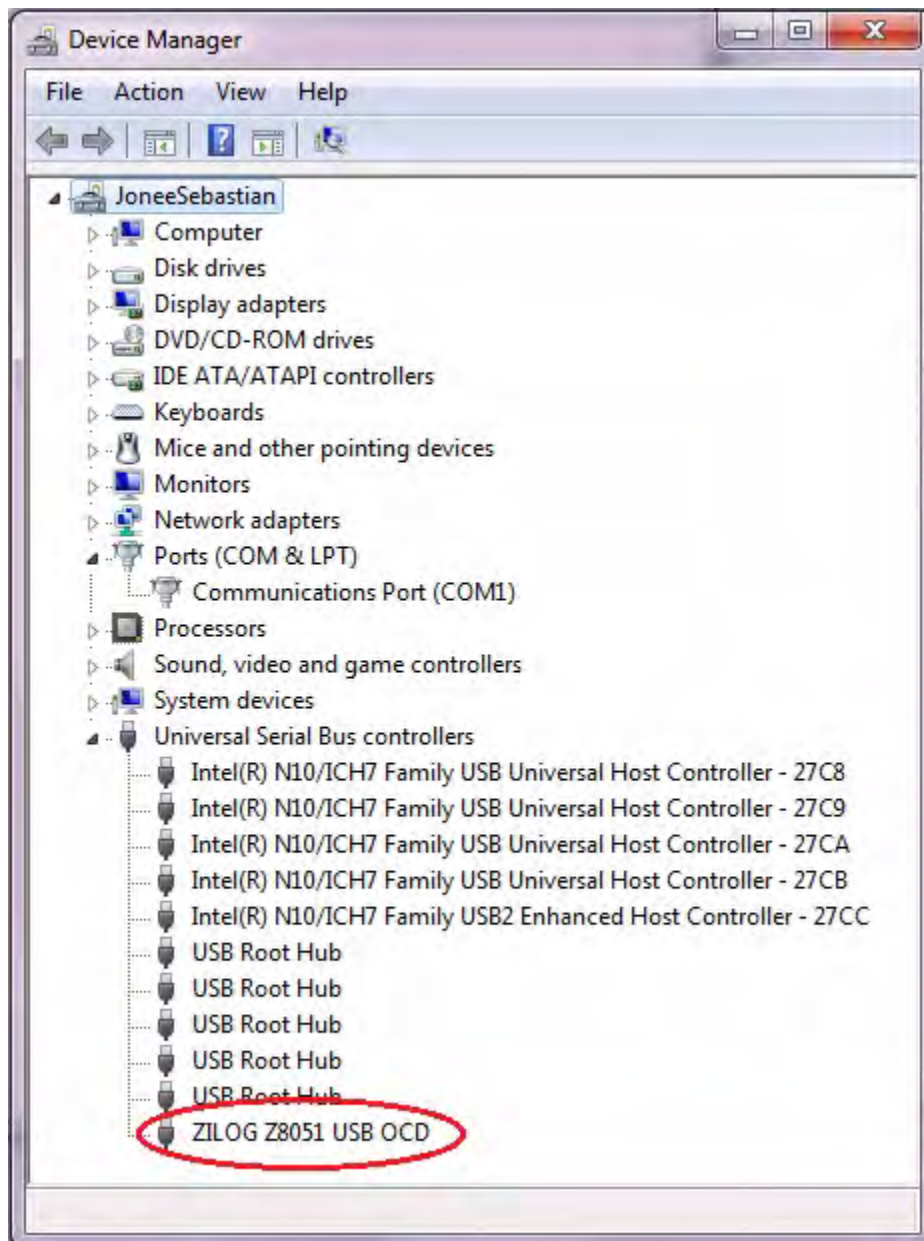 Device Manager
File Action View Help
JoneeSebastian
Computer
Disk drives
Display adapters
DVD/CD-ROM drives
IDE ATA/ATAPI controllers
Keyboards
Mice and other pointing devices
Monitors
Network adapters
Ports (COM & LPT)
Communications Port (COM1)
Processors
Sound, video and game controllers
System devices
Universal Serial Bus controllers
Intel(R) N10/ICH7 Family USB Universal Host Controller - 27C8
Intel(R) N10/ICH7 Family USB Universal Host Controller - 27C9
Intel(R) N10/ICH7 Family USB Universal Host Controller - 27CA
Intel(R) N10/ICH7 Family USB Universal Host Controller - 27CB
Intel(R) N10/ICH7 Family USB2 Enhanced Host Controller - 27CC
USB Root Hub
USB Root Hub
USB Root Hub
USB Root Hub
USB Root Hub
ZILOG Z8051 USB OCD